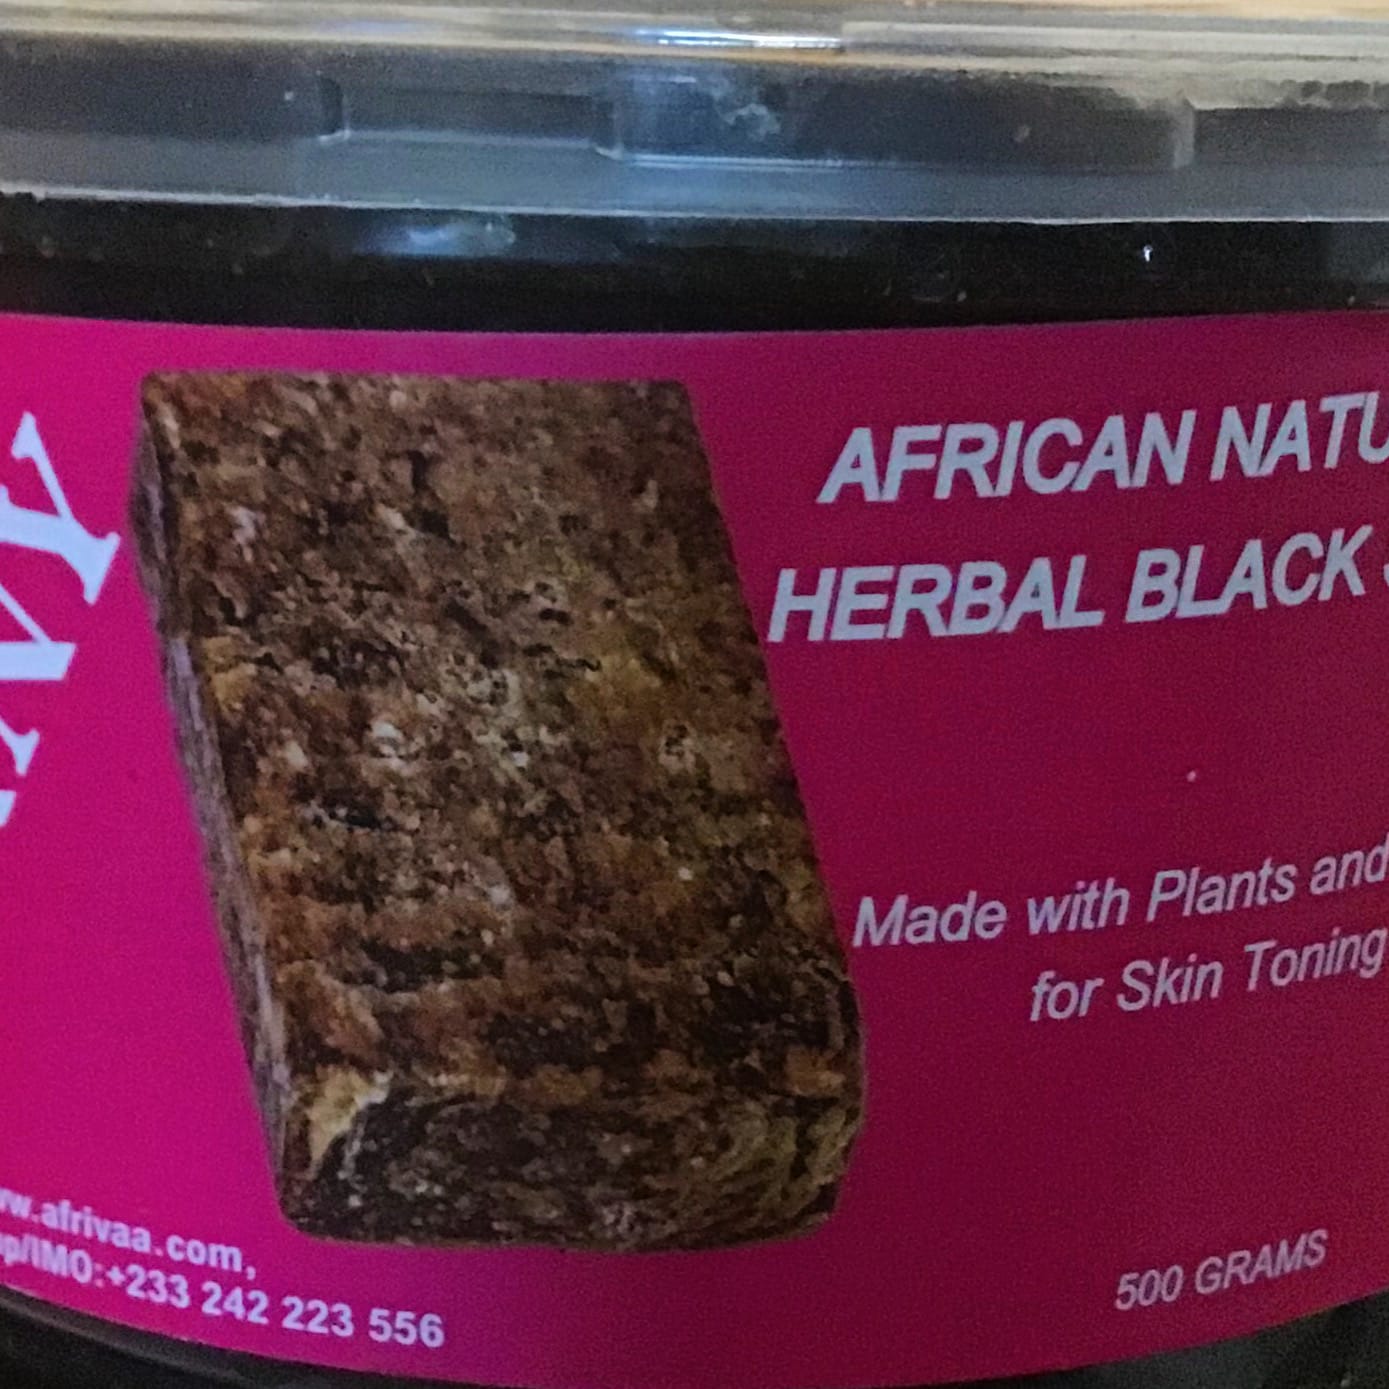 AFRICAN NATU
HERBAL BLACK
Made with Plants and
for Skin Toning
500 GRAMS
ww.afrivaa.com,
p/IMO:+233 242 223 556